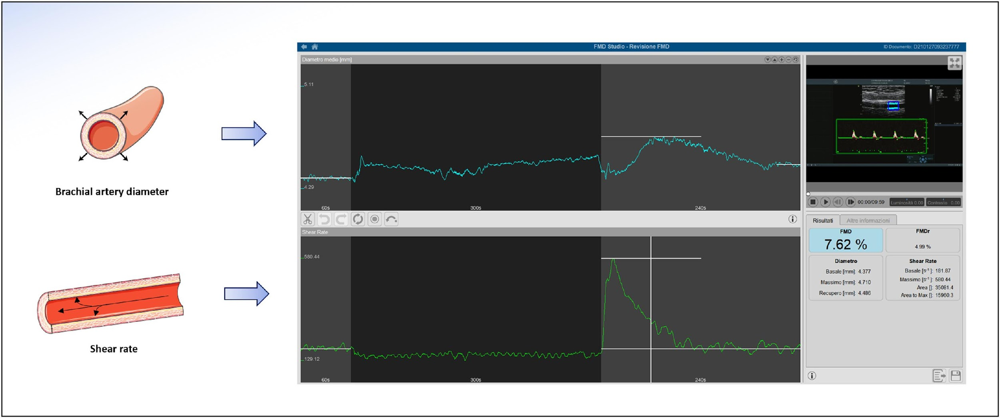 Brachial artery diameter
Shear rate
FMD Studio - Revisione FMD
ID Documento: D210127093237777
Diametro medio [mm]
5.11
4.29
60s
300s
240s
Shear Rate
580.44
129.12
60s
300s
240s
00:00/09:59
Luminosità 0.00
Contrasto 0.00
Risultati
Altre informazioni
FMD
7.62 %
FMDr
4.99 %
Diametro
Basale [mm]: 4.377
Massimo [mm]: 4.710
Recupero [mm]: 4.486
Shear Rate
Basale [s⁻¹]: 181.87
Massimo [s⁻¹]: 580.44
Area []: 35081.4
Area to Max []: 15960.3